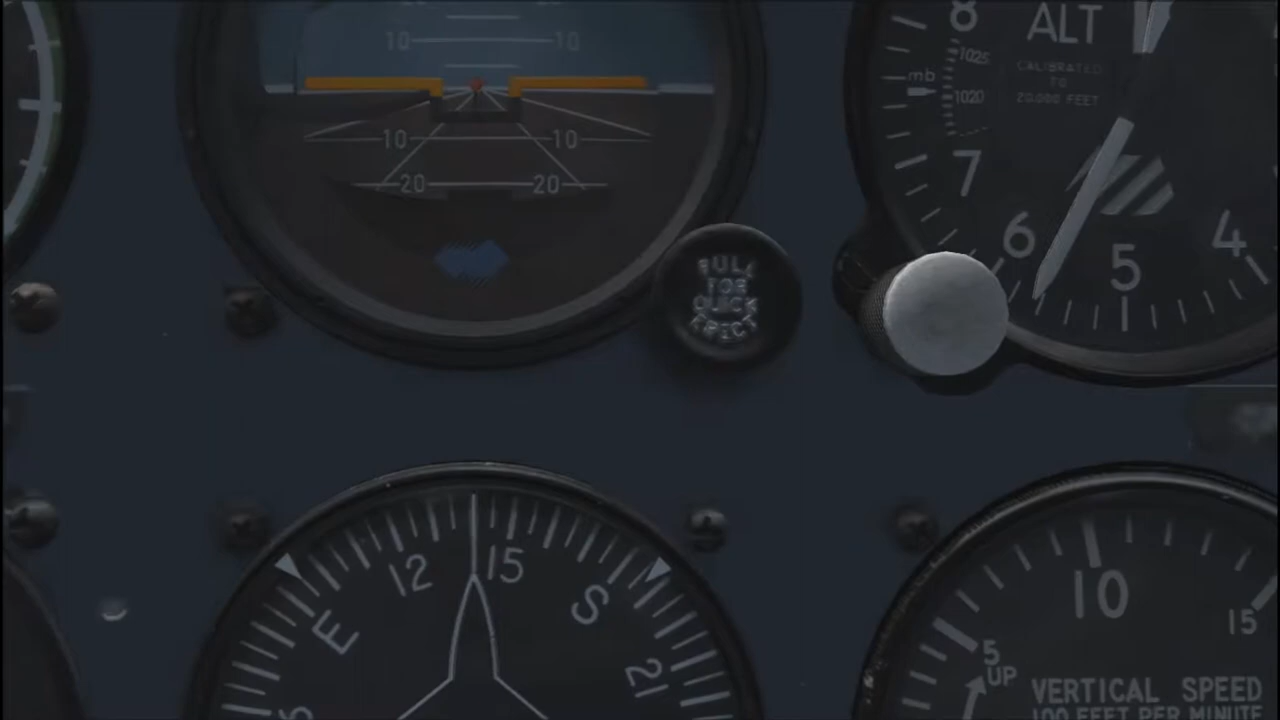 10 10
10 10
20 20
PULL
FOR
QUICK
ERECT
8
ALT
1025
mb
CALIBRATED
TO
20,000 FEET
1020
7
6
5
4
12
15
E
S
21
10
15
5
UP
VERTICAL SPEED
100 FEET PER MINUTE